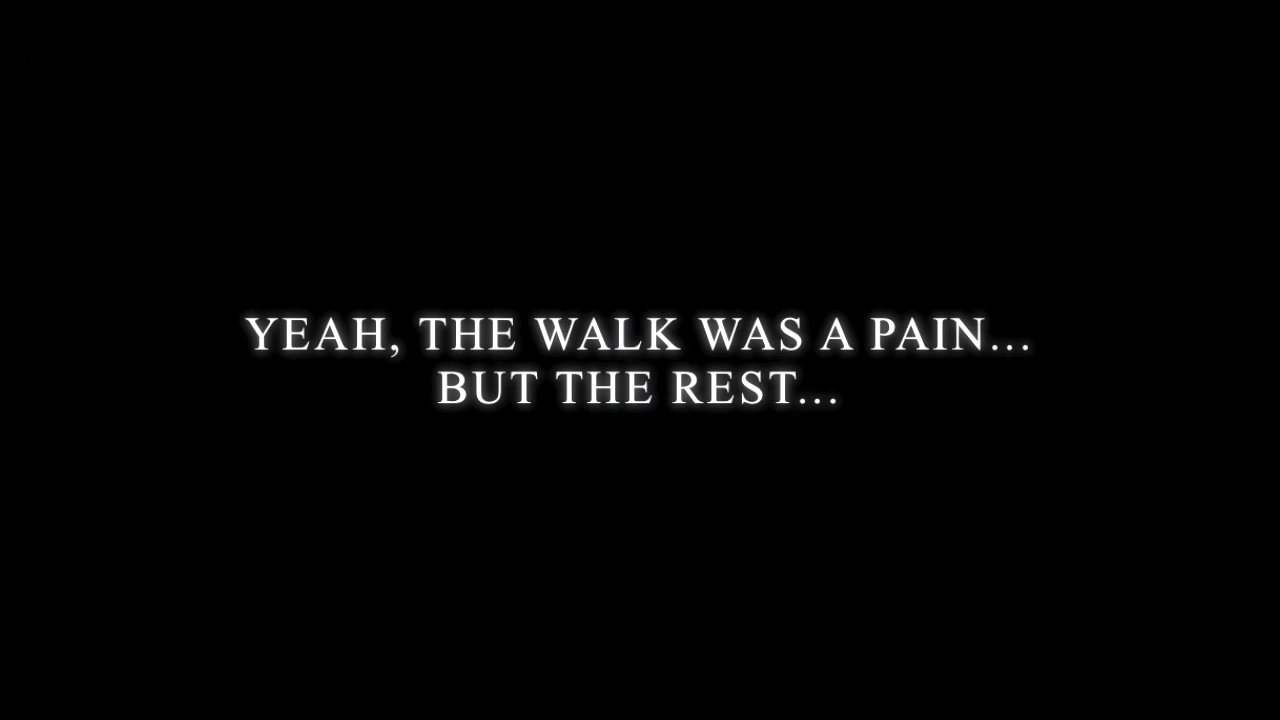 YEAH, THE WALK WAS A PAIN...
BUT THE REST...